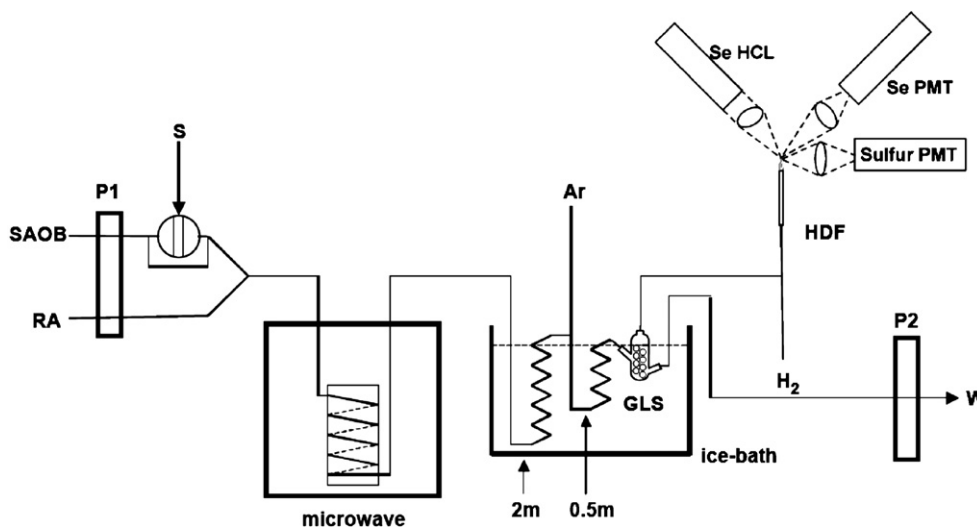 Se HCL
Se PMT
Sulfur PMT
S
P1
Ar
SAOB
HDF
RA
P2
H2
GLS
W
ice-bath
2m
0.5m
microwave